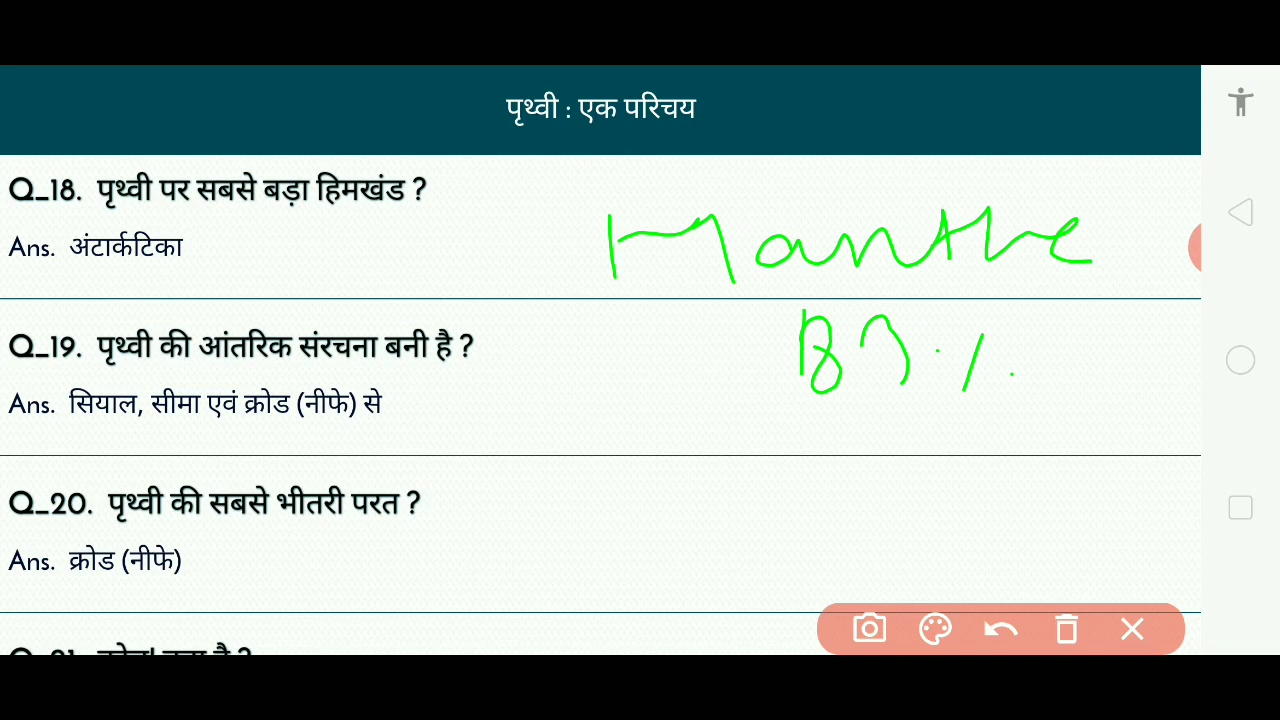 पृथ्वी : एक परिचय
Q_18. पृथ्वी पर सबसे बड़ा हिमखंड ?
Ans. अंटार्कटिका
Manthe
83 . / .
Q_19. पृथ्वी की आंतरिक संरचना बनी है ?
Ans. सियाल, सीमा एवं क्रोड (नीफे) से
Q_20. पृथ्वी की सबसे भीतरी परत ?
Ans. क्रोड (नीफे)